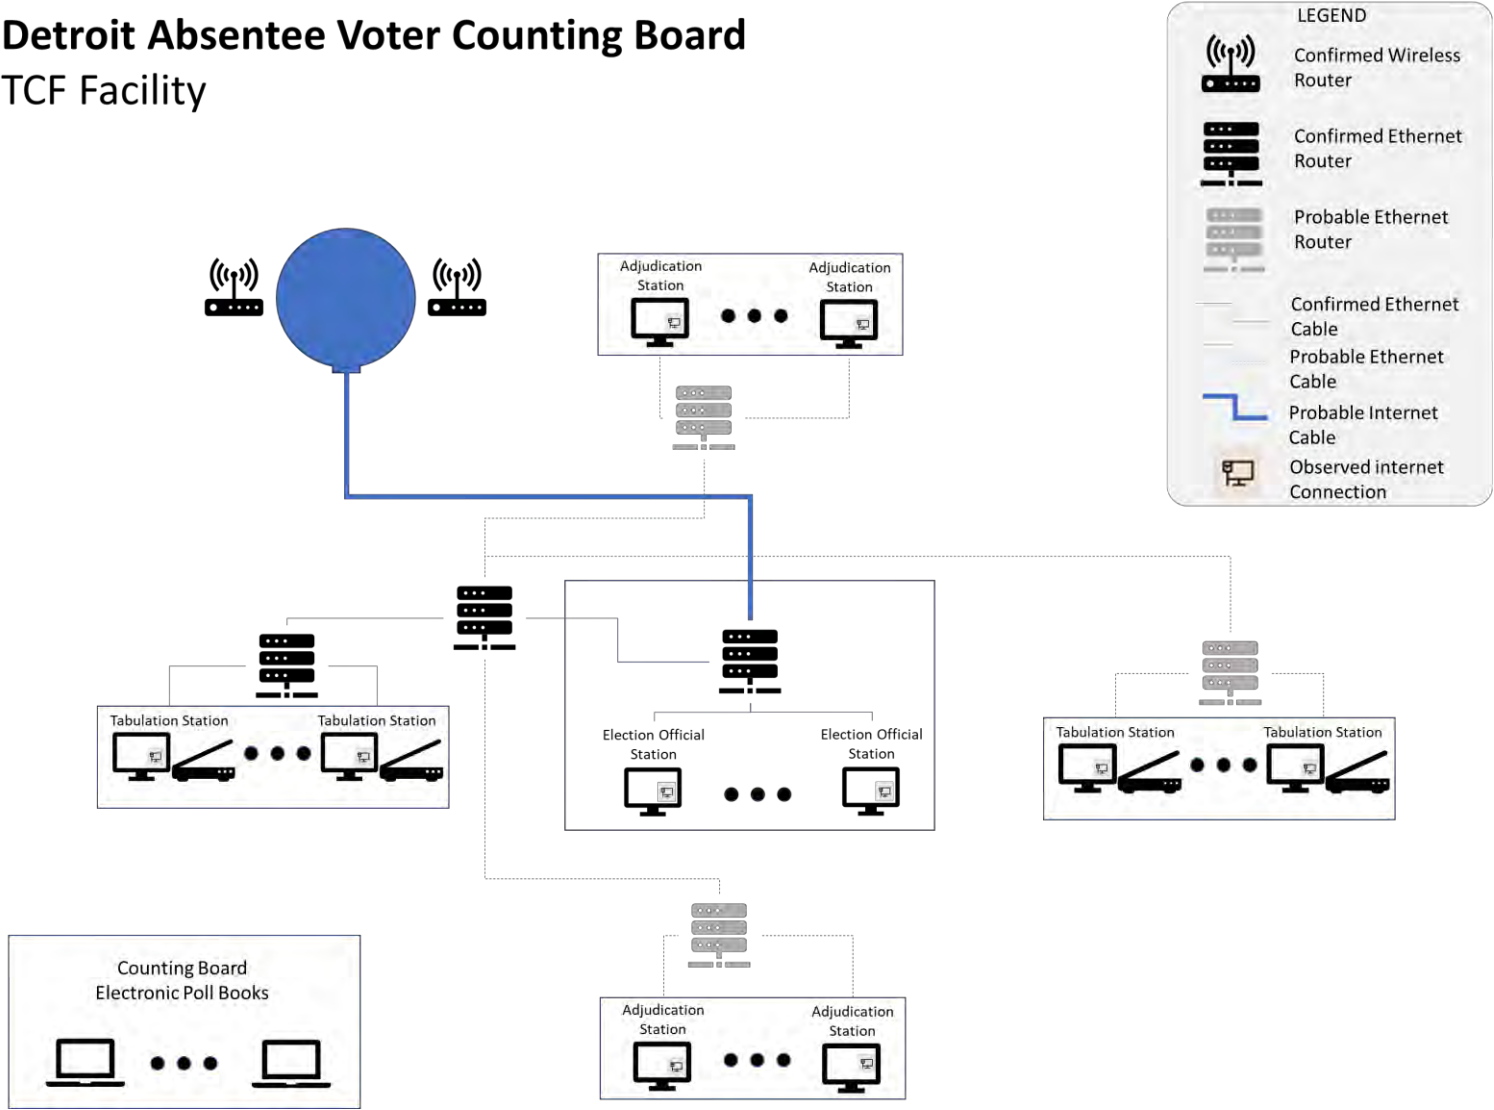 Detroit Absentee Voter Counting Board
TCF Facility
LEGEND
Confirmed Wireless
Router
Confirmed Ethernet
Router
Probable Ethernet
Router
Confirmed Ethernet
Cable
Probable Ethernet
Cable
Probable Internet
Cable
Observed internet
Connection
Adjudication
Station
Adjudication
Station
Tabulation Station
Tabulation Station
Election Official
Station
Election Official
Station
Tabulation Station
Tabulation Station
Counting Board
Electronic Poll Books
Adjudication
Station
Adjudication
Station